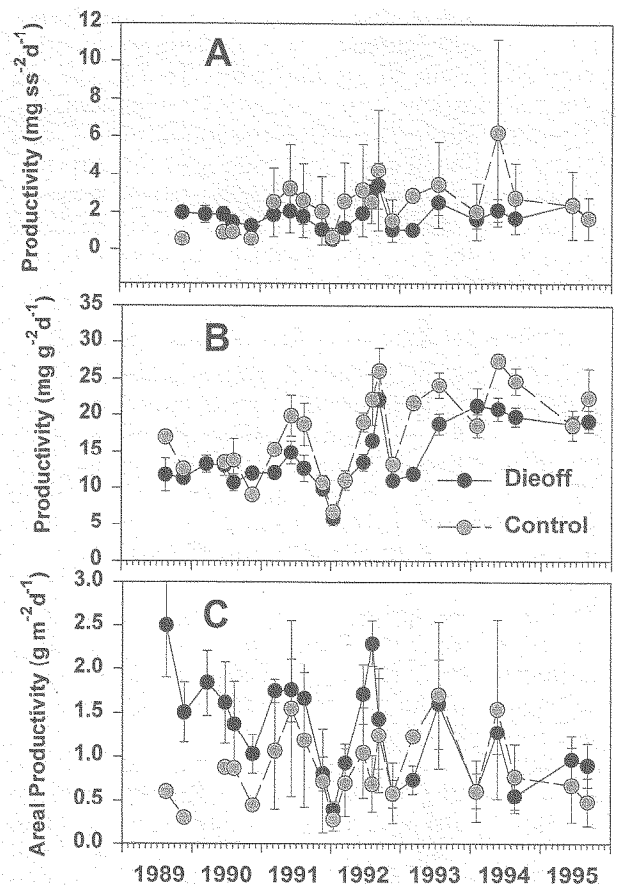 A
Productivity (mg ss⁻²d⁻¹)
12
10
8
6
4
2
0
B
Productivity (mg g⁻²d⁻¹)
35
30
25
20
15
10
5
0
Dieoff
Control
C
Areal Productivity (g m⁻²d⁻¹)
3.0
2.5
2.0
1.5
1.0
0.5
0.0
1989 1990 1991 1992 1993 1994 1995